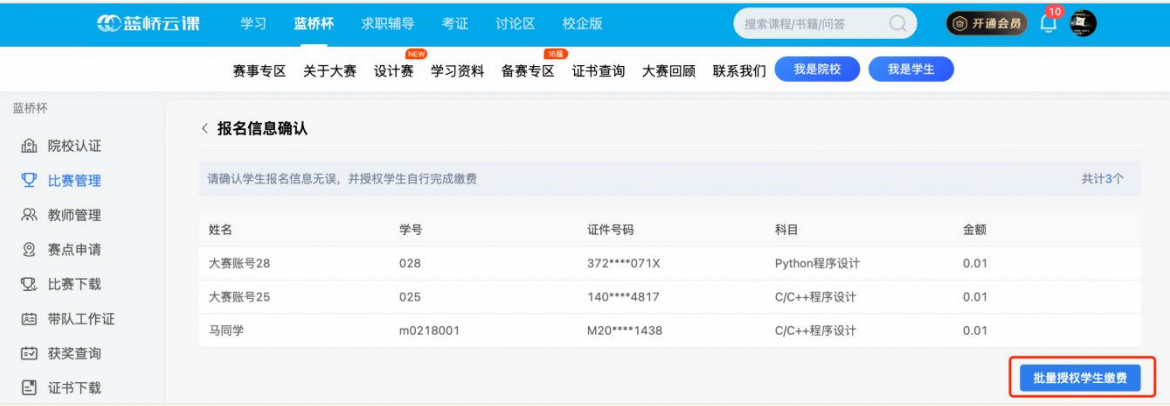 蓝桥云课 学习 蓝桥杯 求职辅导 考证 讨论区 校企版 搜索课程/书籍/问答 开通会员 10
NEW 16届
赛事专区 关于大赛 设计赛 学习资料 备赛专区 证书查询 大赛回顾 联系我们 我是院校 我是学生
蓝桥杯
院校认证
比赛管理
教师管理
赛点申请
比赛下载
带队工作证
获奖查询
证书下载
< 报名信息确认
请确认学生报名信息无误，并授权学生自行完成缴费 共计3个
姓名 学号 证件号码 科目 金额
大赛账号28 028 372****071X Python程序设计 0.01
大赛账号25 025 140****4817 C/C++程序设计 0.01
马同学 m0218001 M20****1438 C/C++程序设计 0.01
批量授权学生缴费